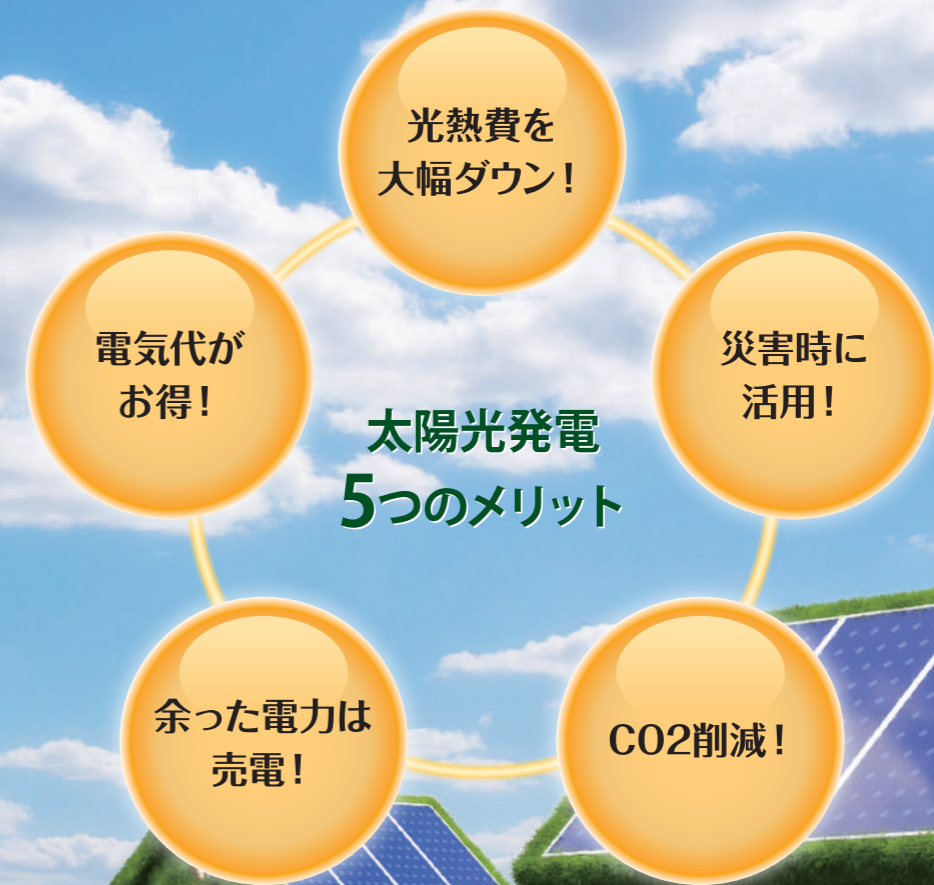 光熱費を
大幅ダウン！
電気代が
お得！
災害時に
活用！
太陽光発電
5つのメリット
余った電力は
売電！
CO2削減！